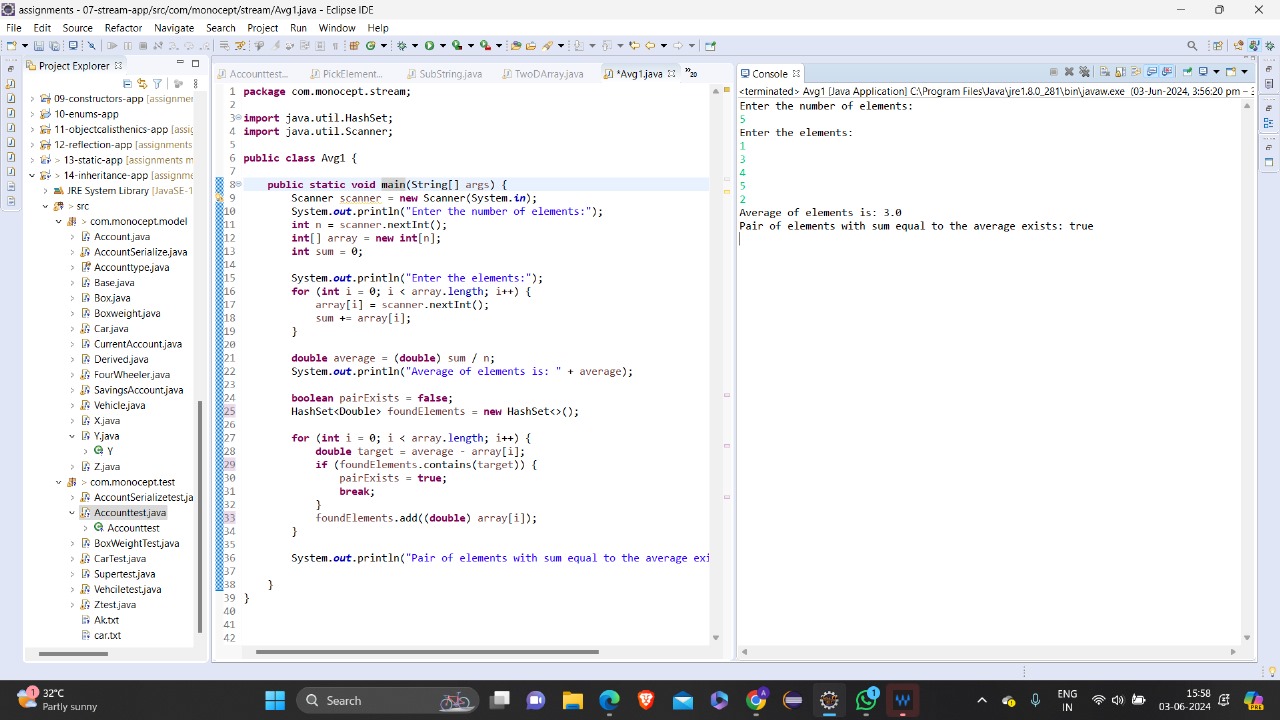 assignments - 07-stream-app/src/com/monocept/stream/Avg1.java - Eclipse IDE
File Edit Source Refactor Navigate Search Project Run Window Help
Project Explorer
09-constructors-app [assignmer
10-enums-app
11-objectcalisthenics-app [assig
12-reflection-app [assignments
> 13-static-app [assignments m
> 14-inheritance-app [assignme
JRE System Library [JavaSE-1
> src
> com.monocept.model
Account.java
AccountSerialize.java
Accounttype.java
Base.java
Box.java
Boxweight.java
Car.java
CurrentAccount.java
Derived.java
FourWheeler.java
SavingsAccount.java
Vehicle.java
X.java
Y.java
Y
Z.java
> com.monocept.test
AccountSerializetest.ja
Accounttest.java
Accounttest
BoxWeightTest.java
CarTest.java
Supertest.java
Vehciletest.java
Ztest.java
Ak.txt
car.txt
Accounttest... PickElement... SubStrings.java TwoDArray.java *Avg1.java »20
1 package com.monocept.stream;
2
3 import java.util.HashSet;
4 import java.util.Scanner;
5
6 public class Avg1 {
7
8 public static void main(String[] args) {
9 Scanner scanner = new Scanner(System.in);
10 System.out.println("Enter the number of elements:");
11 int n = scanner.nextInt();
12 int[] array = new int[n];
13 int sum = 0;
14
15 System.out.println("Enter the elements:");
16 for (int i = 0; i < array.length; i++) {
17 array[i] = scanner.nextInt();
18 sum += array[i];
19 }
20
21 double average = (double) sum / n;
22 System.out.println("Average of elements is: " + average);
23
24 boolean pairExists = false;
25 HashSet<Double> foundElements = new HashSet<>();
26
27 for (int i = 0; i < array.length; i++) {
28 double target = average - array[i];
29 if (foundElements.contains(target)) {
30 pairExists = true;
31 break;
32 }
33 foundElements.add((double) array[i]);
34 }
35
36 System.out.println("Pair of elements with sum equal to the average exi
37
38 }
39 }
40
41
42
Console
<terminated> Avg1 [Java Application] C:\Program Files\Java\jre1.8.0_281\bin\javaw.exe (03-Jun-2024, 3:56:20 pm – 3
Enter the number of elements:
5
Enter the elements:
1
3
4
5
2
Average of elements is: 3.0
Pair of elements with sum equal to the average exists: true
1
32°C
Partly sunny
Search
1
ENG
IN
15:58
03-06-2024